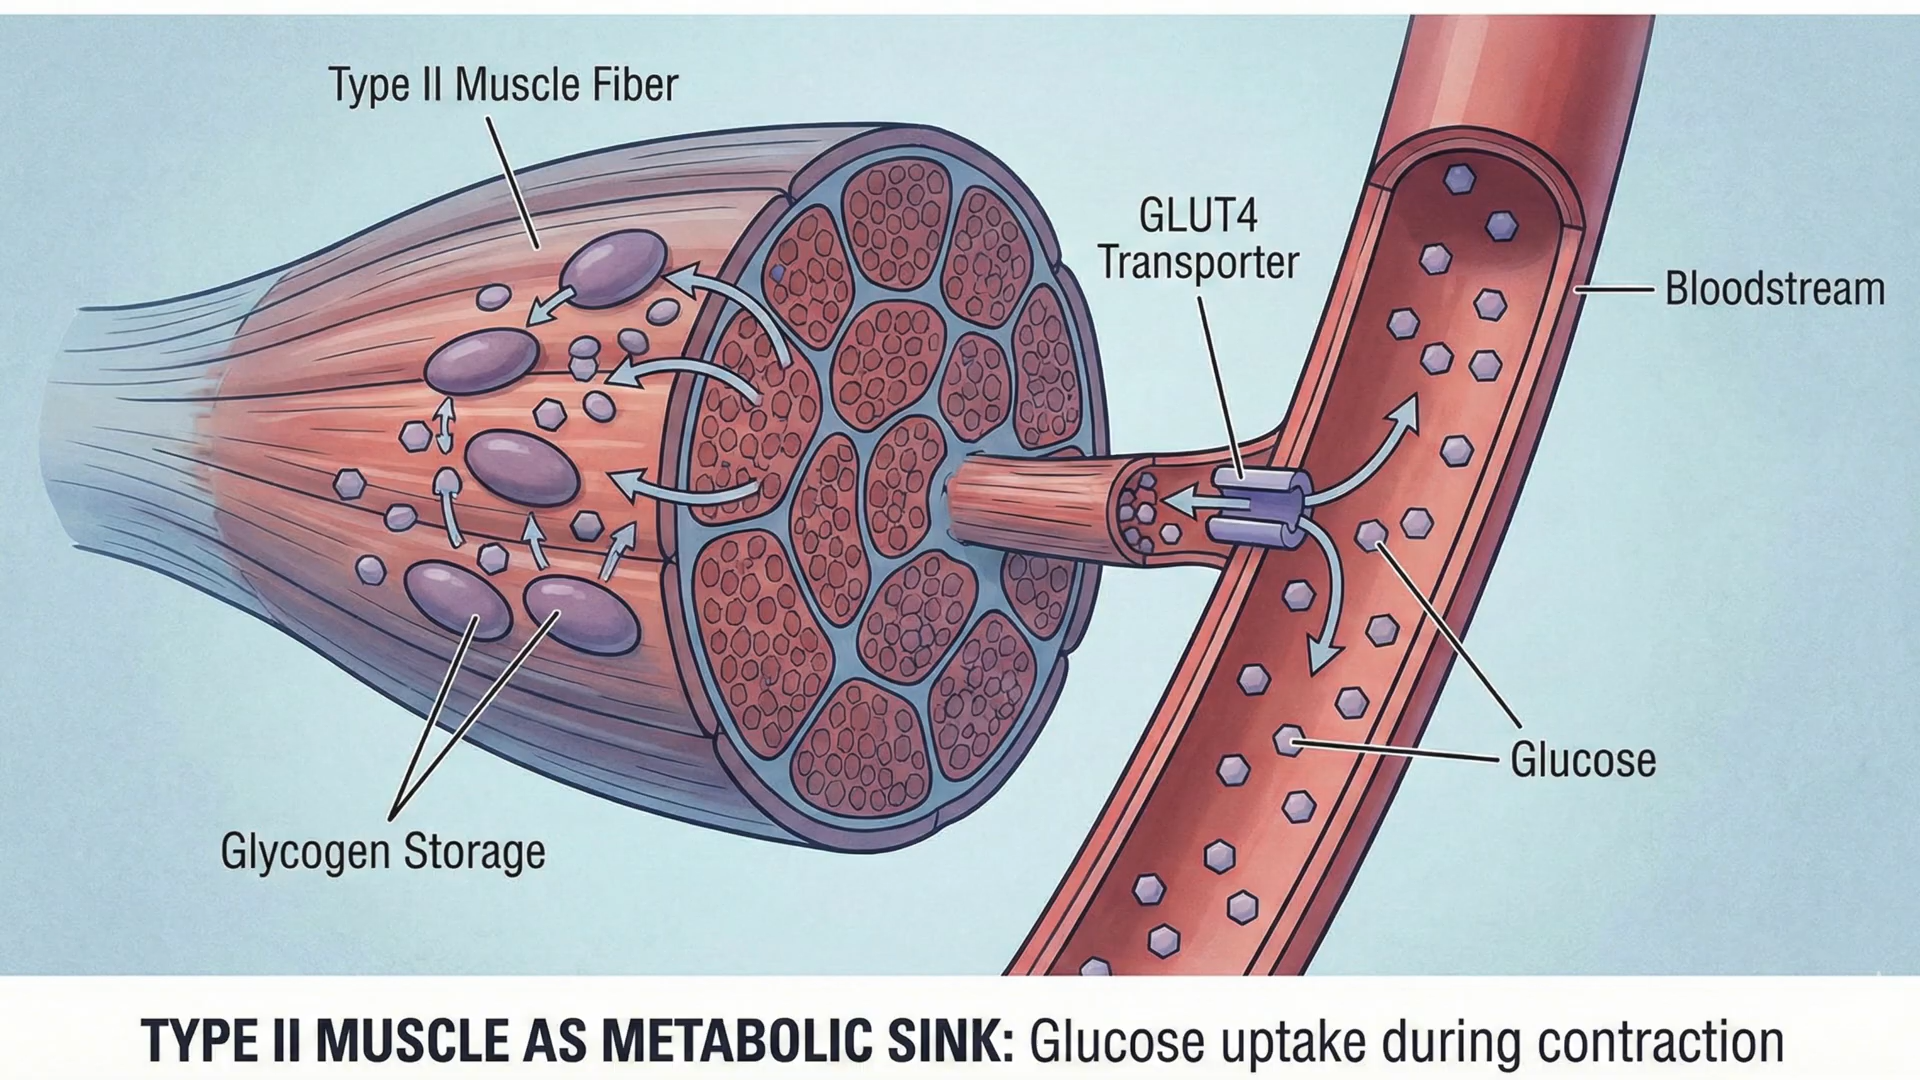 Type II Muscle Fiber
GLUT4
Transporter
Bloodstream
Glucose
Glycogen Storage
TYPE II MUSCLE AS METABOLIC SINK: Glucose uptake during contraction